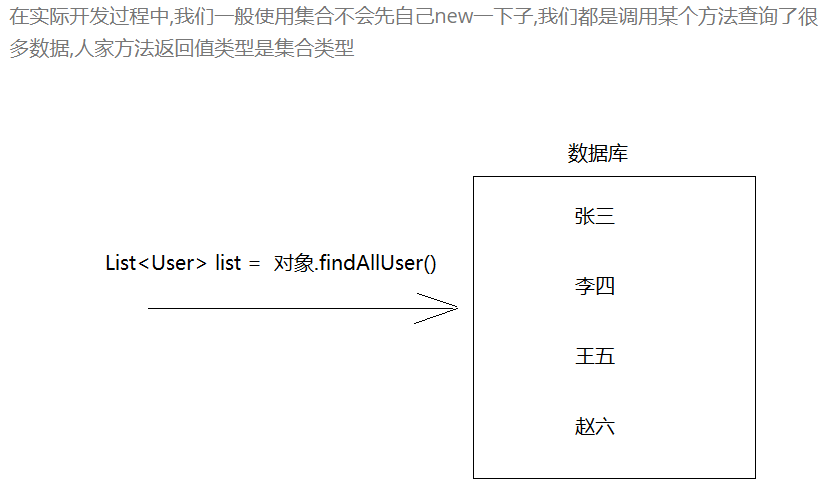 在实际开发过程中,我们一般使用集合不会先自己new一下子,我们都是调用某个方法查询了很
多数据,人家方法返回值类型是集合类型
数据库
张三
List<User> list = 对象.findAllUser()
李四
王五
赵六